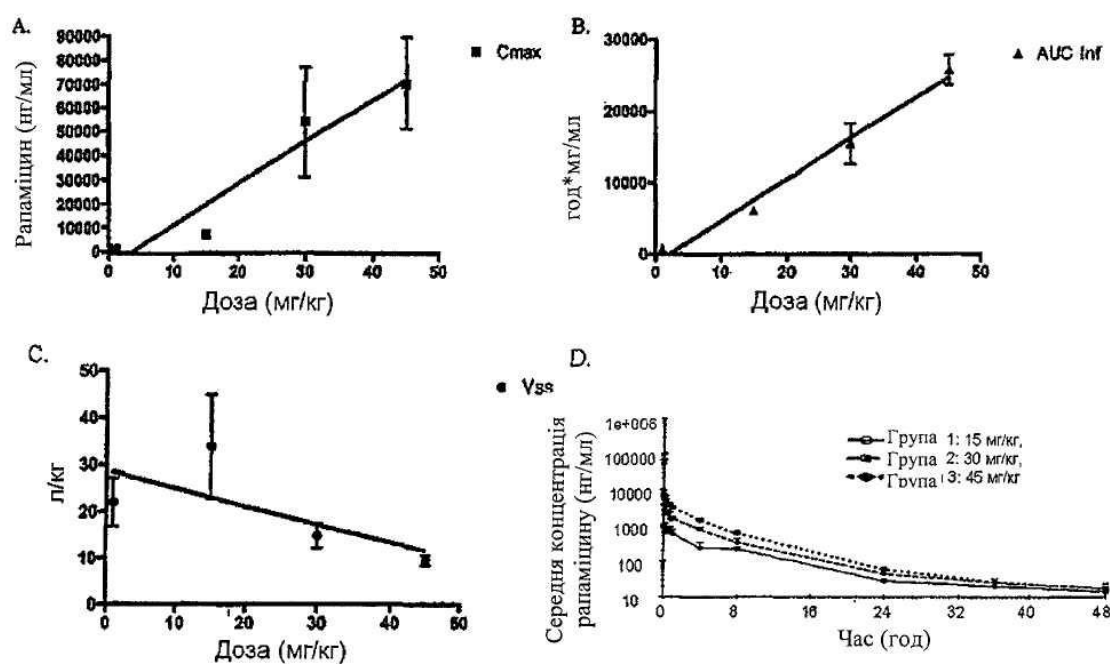 A.
90000
80000
70000
60000
50000
40000
30000
20000
10000
0
0 10 20 30 40 50
Рапаміцин (нг/мл)
Доза (мг/кг)
Cmax
B.
30000
20000
10000
0
0 10 20 30 40 50
год*мг/мл
Доза (мг/кг)
AUC Inf
C.
50
40
30
20
10
0
0 10 20 30 40 50
л/кг
Доза (мг/кг)
Vss
D.
1e+006
100000
10000
1000
100
10
0 8 16 24 32 40 48
Середня концентрація
рапаміцину (нг/мл)
Час (год)
Група 1: 15 мг/кг,
Група 2: 30 мг/кг,
Група 3: 45 мг/кг